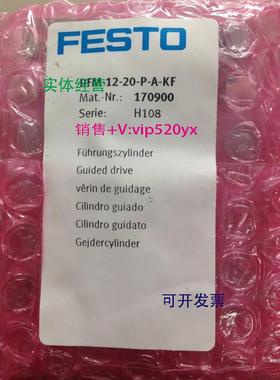 FESTO
DFM-12-20-P-A-KF
实体经营
Mat.-Nr.: 170900
Serie: H108
销售+V:vip520yx
Führungszylinder
Guided drive
vérin de guidage
Cilindro guiado
Cilindro guidato
Gejdercylinder
可开发票